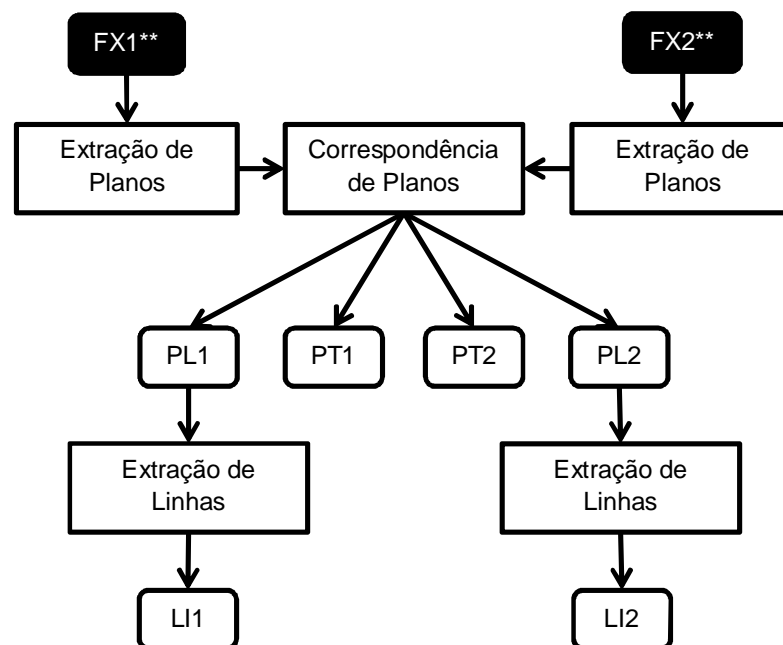 FX1**
FX2**
Extração de
Planos
Correspondência
de Planos
Extração de
Planos
PL1
PT1
PT2
PL2
Extração de
Linhas
Extração de
Linhas
LI1
LI2